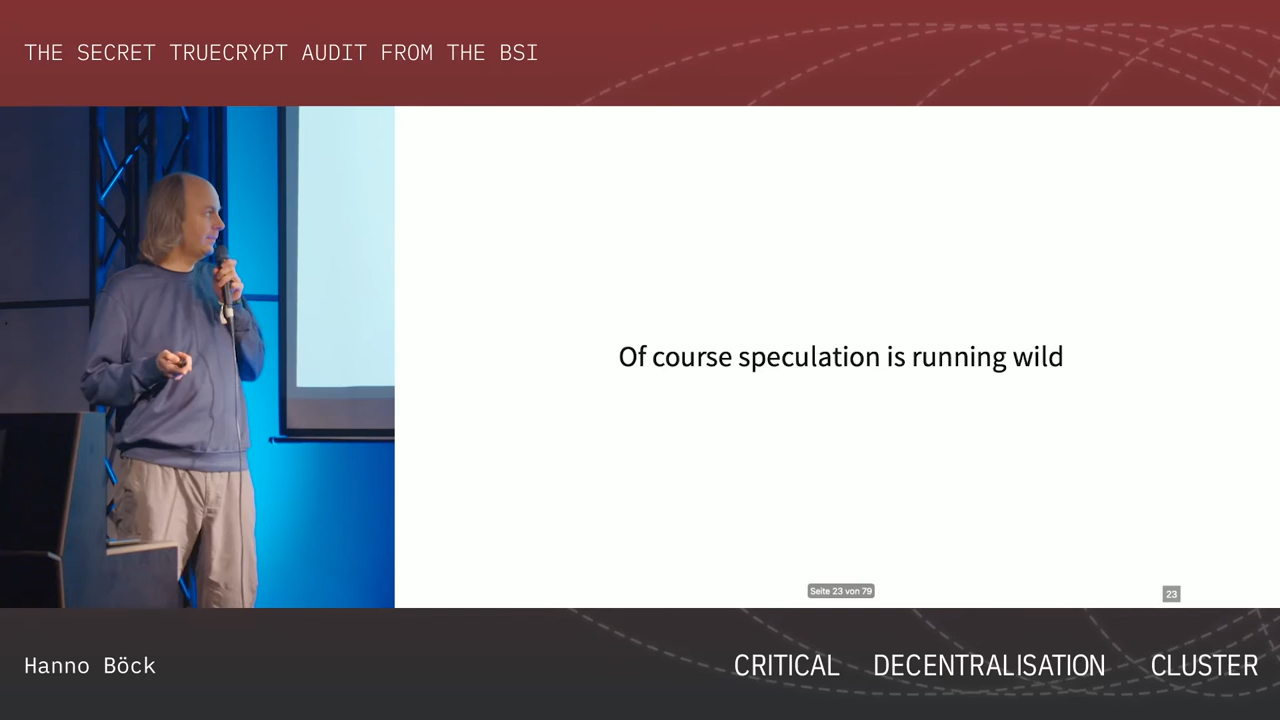 THE SECRET TRUECRYPT AUDIT FROM THE BSI
Of course speculation is running wild
Seite 23 von 79
23
Hanno Böck
CRITICAL DECENTRALISATION CLUSTER